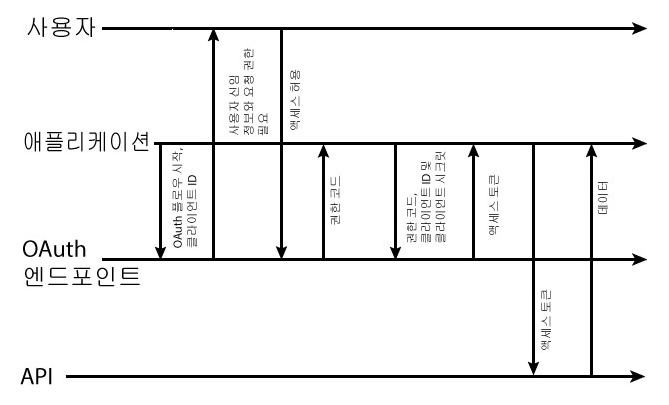 사용자
애플리케이션
OAuth
엔드포인트
API
OAuth 플로우 시작,
클라이언트 ID
사용자 신임
정보와 요청 권한
필요
액세스 허용
권한 코드
권한 코드,
클라이언트 ID 및
클라이언트 시크릿
액세스 토큰
액세스 토큰
데이터